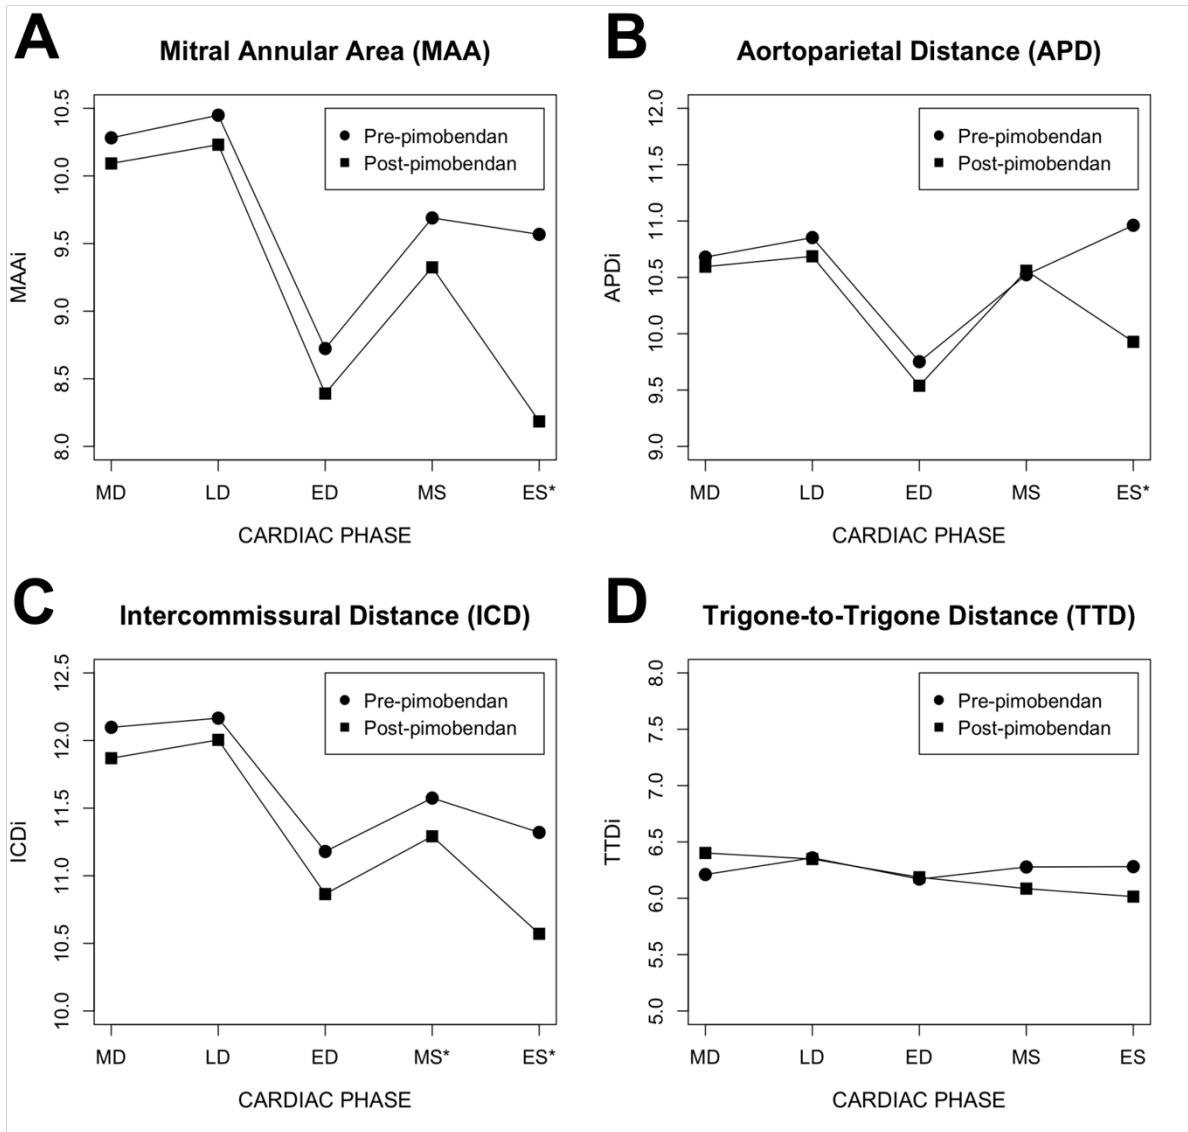 A
Mitral Annular Area (MAA)
10.5
10.0
9.5
9.0
8.5
8.0
MAAi
Pre-pimobendan
Post-pimobendan
MD LD ED MS ES*
CARDIAC PHASE
B
Aortoparietal Distance (APD)
12.0
11.5
11.0
10.5
10.0
9.5
9.0
APDi
Pre-pimobendan
Post-pimobendan
MD LD ED MS ES*
CARDIAC PHASE
C
Intercommissural Distance (ICD)
12.5
12.0
11.5
11.0
10.5
10.0
ICDi
Pre-pimobendan
Post-pimobendan
MD LD ED MS* ES*
CARDIAC PHASE
D
Trigone-to-Trigone Distance (TTD)
8.0
7.5
7.0
6.5
6.0
5.5
5.0
TTDi
Pre-pimobendan
Post-pimobendan
MD LD ED MS ES
CARDIAC PHASE